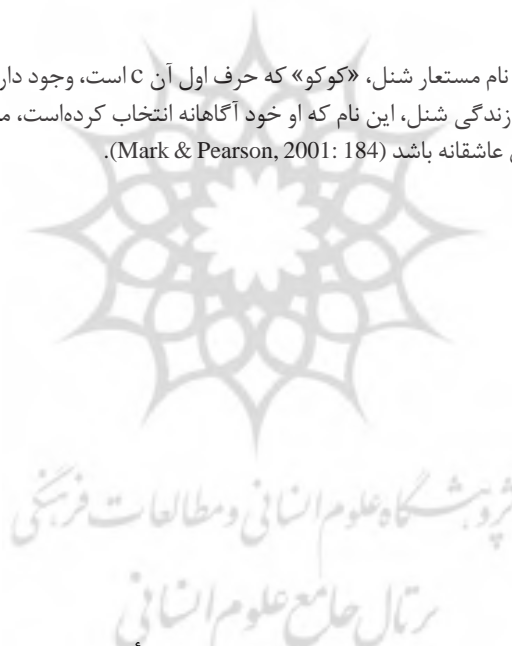 نام مستعار شنل، «کوکو» که حرف اول آن C است، وجود دار
زندگی شنل، این نام که او خود آگاهانه انتخاب کرده‌است، م
عاشقانه باشد (Mark & Pearson, 2001: 184).
پژوهشگاه علوم انسانی و مطالعات فرهنگی
پرتال جامع علوم انسانی